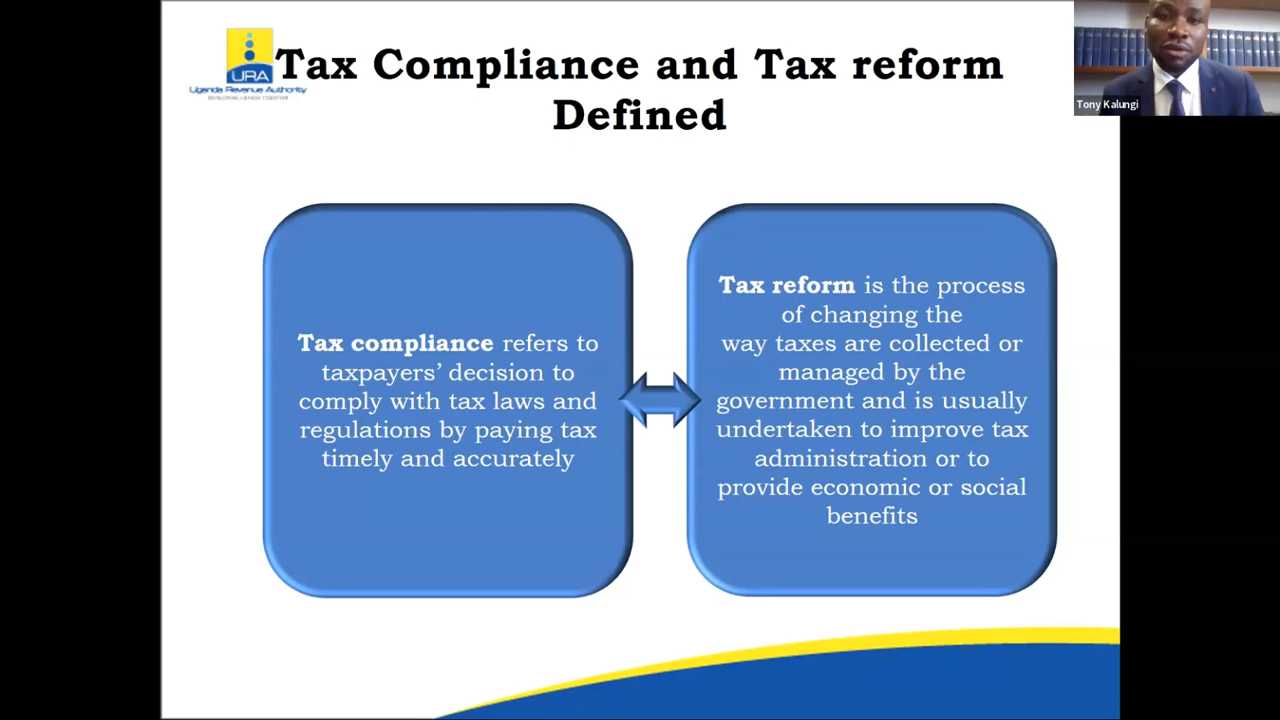 URA
Uganda Revenue Authority
DEVELOPING UGANDA TOGETHER
Tax Compliance and Tax reform
Defined
Tony Kalungi
Tax compliance refers to
taxpayers’ decision to
comply with tax laws and
regulations by paying tax
timely and accurately
Tax reform is the process
of changing the
way taxes are collected or
managed by the
government and is usually
undertaken to improve tax
administration or to
provide economic or social
benefits